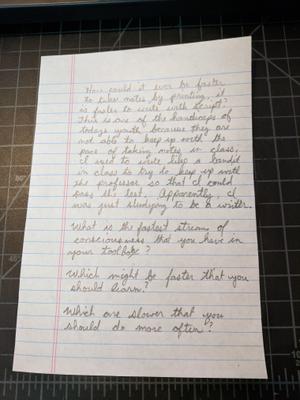 How could it ever be faster
to take notes by printing, it
is faster to write with script?
This is one of the handicaps of
todays youth, because they are
not able to keep up with the
pace of taking notes in class,
I used to write like a bandid
in class to try to keep up with
the professor so that I could
pass his test. Apparently, I
was just studying to be a writer.
What is the fastest stream of
consciousness that you have in
your toolbox?
Which might be faster that you
should learn?
Which are slower that you
should do more often?